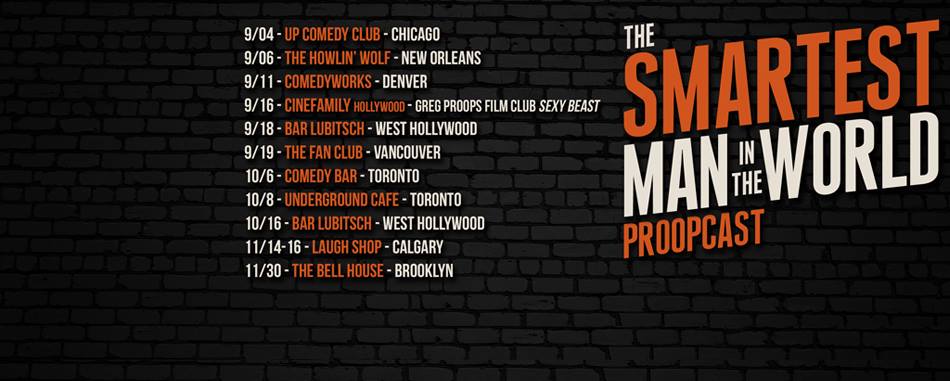 9/04 - UP COMEDY CLUB - CHICAGO
9/06 - THE HOWLIN' WOLF - NEW ORLEANS
9/11 - COMEDYWORKS - DENVER
9/16 - CINEFAMILY HOLLYWOOD - GREG PROOPS FILM CLUB SEXY BEAST
9/18 - BAR LUBITSCH - WEST HOLLYWOOD
9/19 - THE FAN CLUB - VANCOUVER
10/6 - COMEDY BAR - TORONTO
10/8 - UNDERGROUND CAFE - TORONTO
10/16 - BAR LUBITSCH - WEST HOLLYWOOD
11/14-16 - LAUGH SHOP - CALGARY
11/30 - THE BELL HOUSE - BROOKLYN
THE
SMARTEST
MAN IN THE WORLD
PROOPCAST